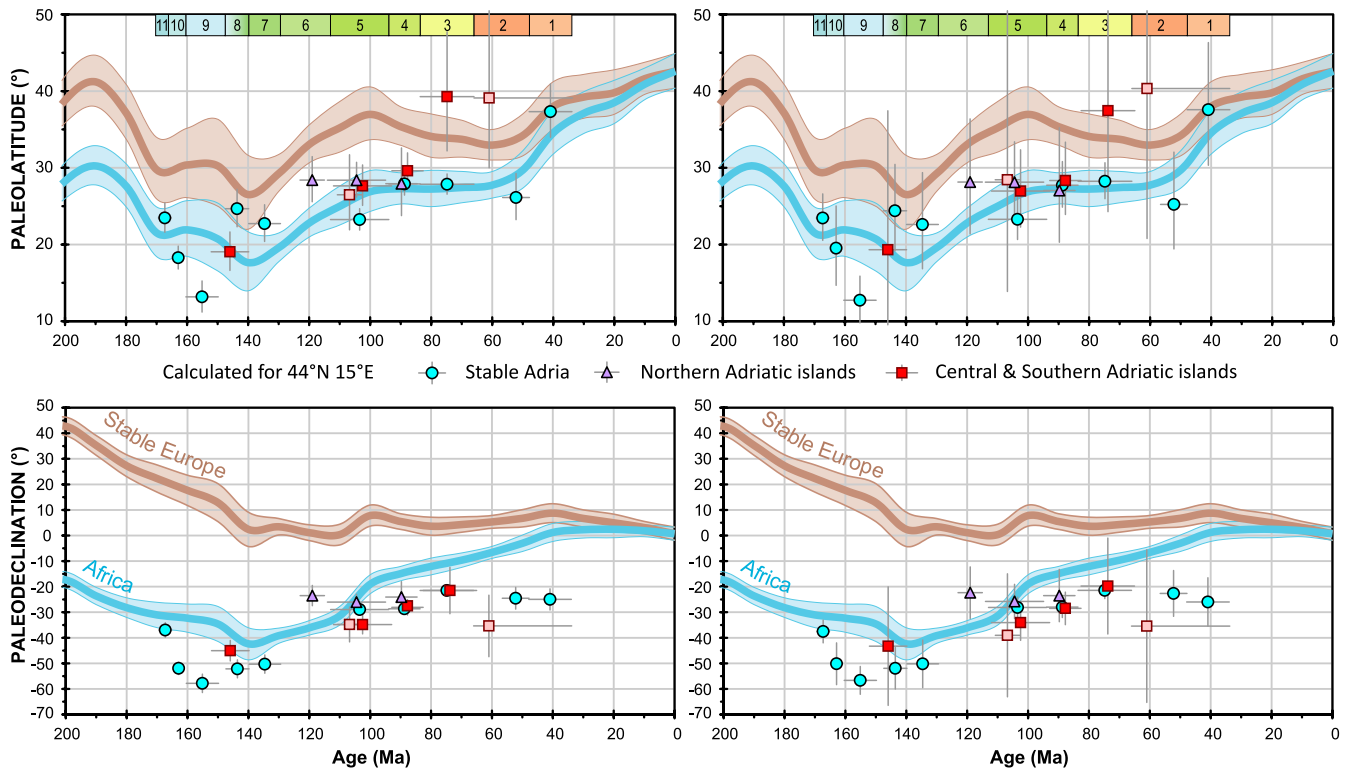 11 10 9 8 7 6 5 4 3 2 1
11 10 9 8 7 6 5 4 3 2 1
PALEOLATITUDE (°)
50
40
30
20
10
200 180 160 140 120 100 80 60 40 20 0
PALEOLATITUDE (°)
50
40
30
20
10
200 180 160 140 120 100 80 60 40 20 0
Calculated for 44°N 15°E Stable Adria Northern Adriatic islands Central & Southern Adriatic islands
PALEODECLINATION (°)
50
40
30
20
10
0
-10
-20
-30
-40
-50
-60
-70
Stable Europe
Africa
200 180 160 140 120 100 80 60 40 20 0
Age (Ma)
PALEODECLINATION (°)
50
40
30
20
10
0
-10
-20
-30
-40
-50
-60
-70
Stable Europe
Africa
200 180 160 140 120 100 80 60 40 20 0
Age (Ma)